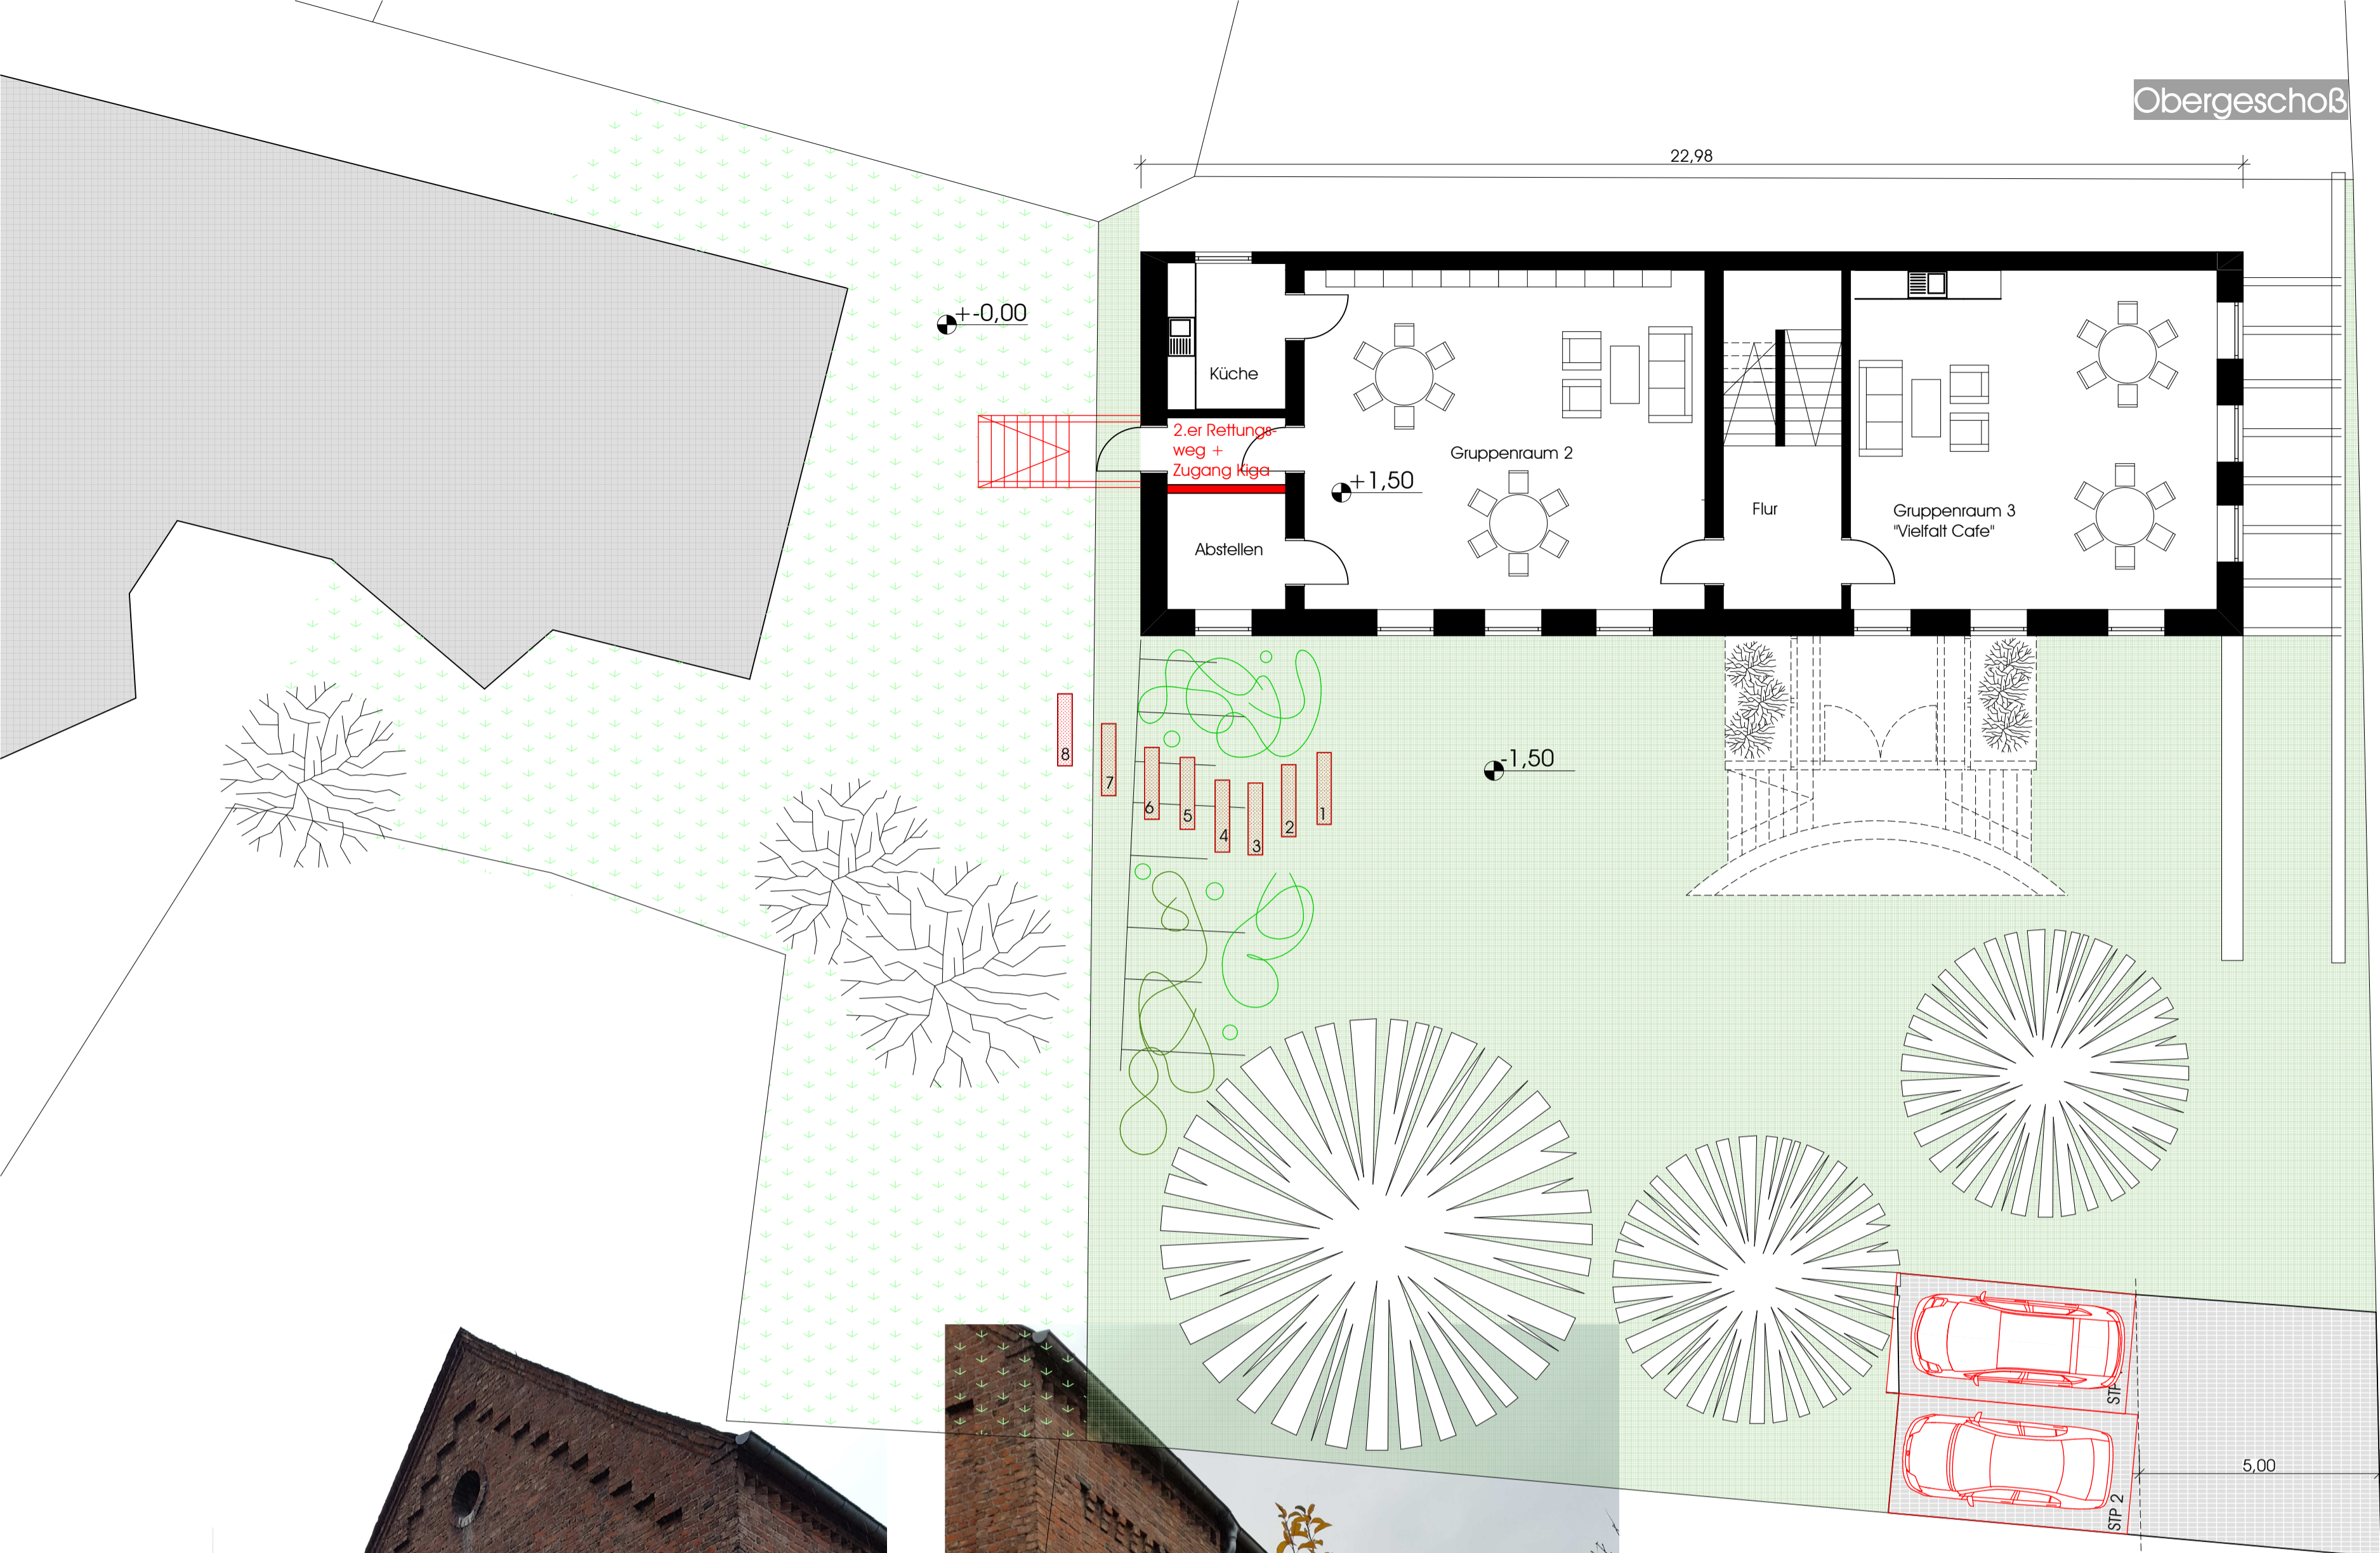 Obergeschoß
22,98
+-0,00
Küche
2.er Rettungs-
weg +
Zugang Kiga
Gruppenraum 2
+1,50
Flur
Gruppenraum 3
"Vielfalt Cafe"
Abstellen
-1,50
8
7
6
5
4
3
2
1
STP
5,00
STP 2